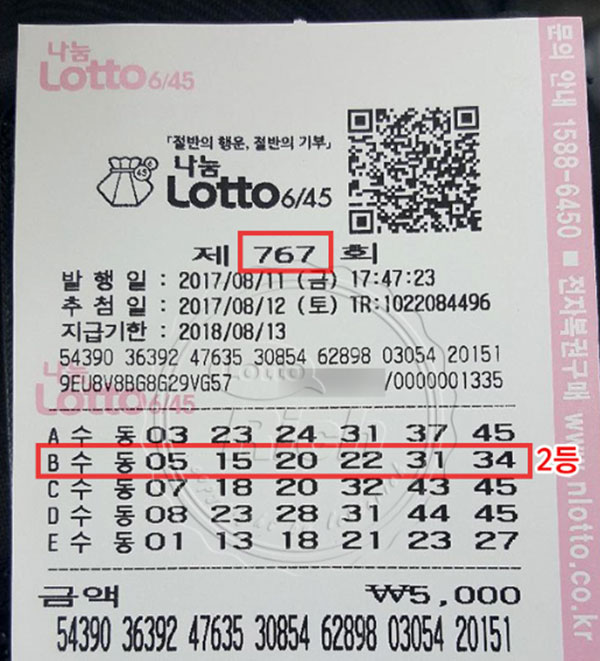 나눔
Lotto 6/45
「절반의 행운, 절반의 기부」
나눔
Lotto 6/45
제 767 회
발 행 일 : 2017/08/11 (금) 17:47:23
추 첨 일 : 2017/08/12 (토) TR:1022084496
지급기한 : 2018/08/13
54390 36392 47635 30854 62898 03054 20151
9EU8V8BG8G29VG57 /0000001335
나눔
Lotto 6/45
A 수 동 03 23 24 31 37 45
B 수 동 05 15 20 22 31 34 2등
C 수 동 07 18 20 32 43 45
D 수 동 08 23 28 31 44 45
E 수 동 01 13 18 21 23 27
금액 ₩5,000
54390 36392 47635 30854 62898 03054 20151
문의 안내 1588-6450 ■ 전자복권구매 www.nlotto.co.kr